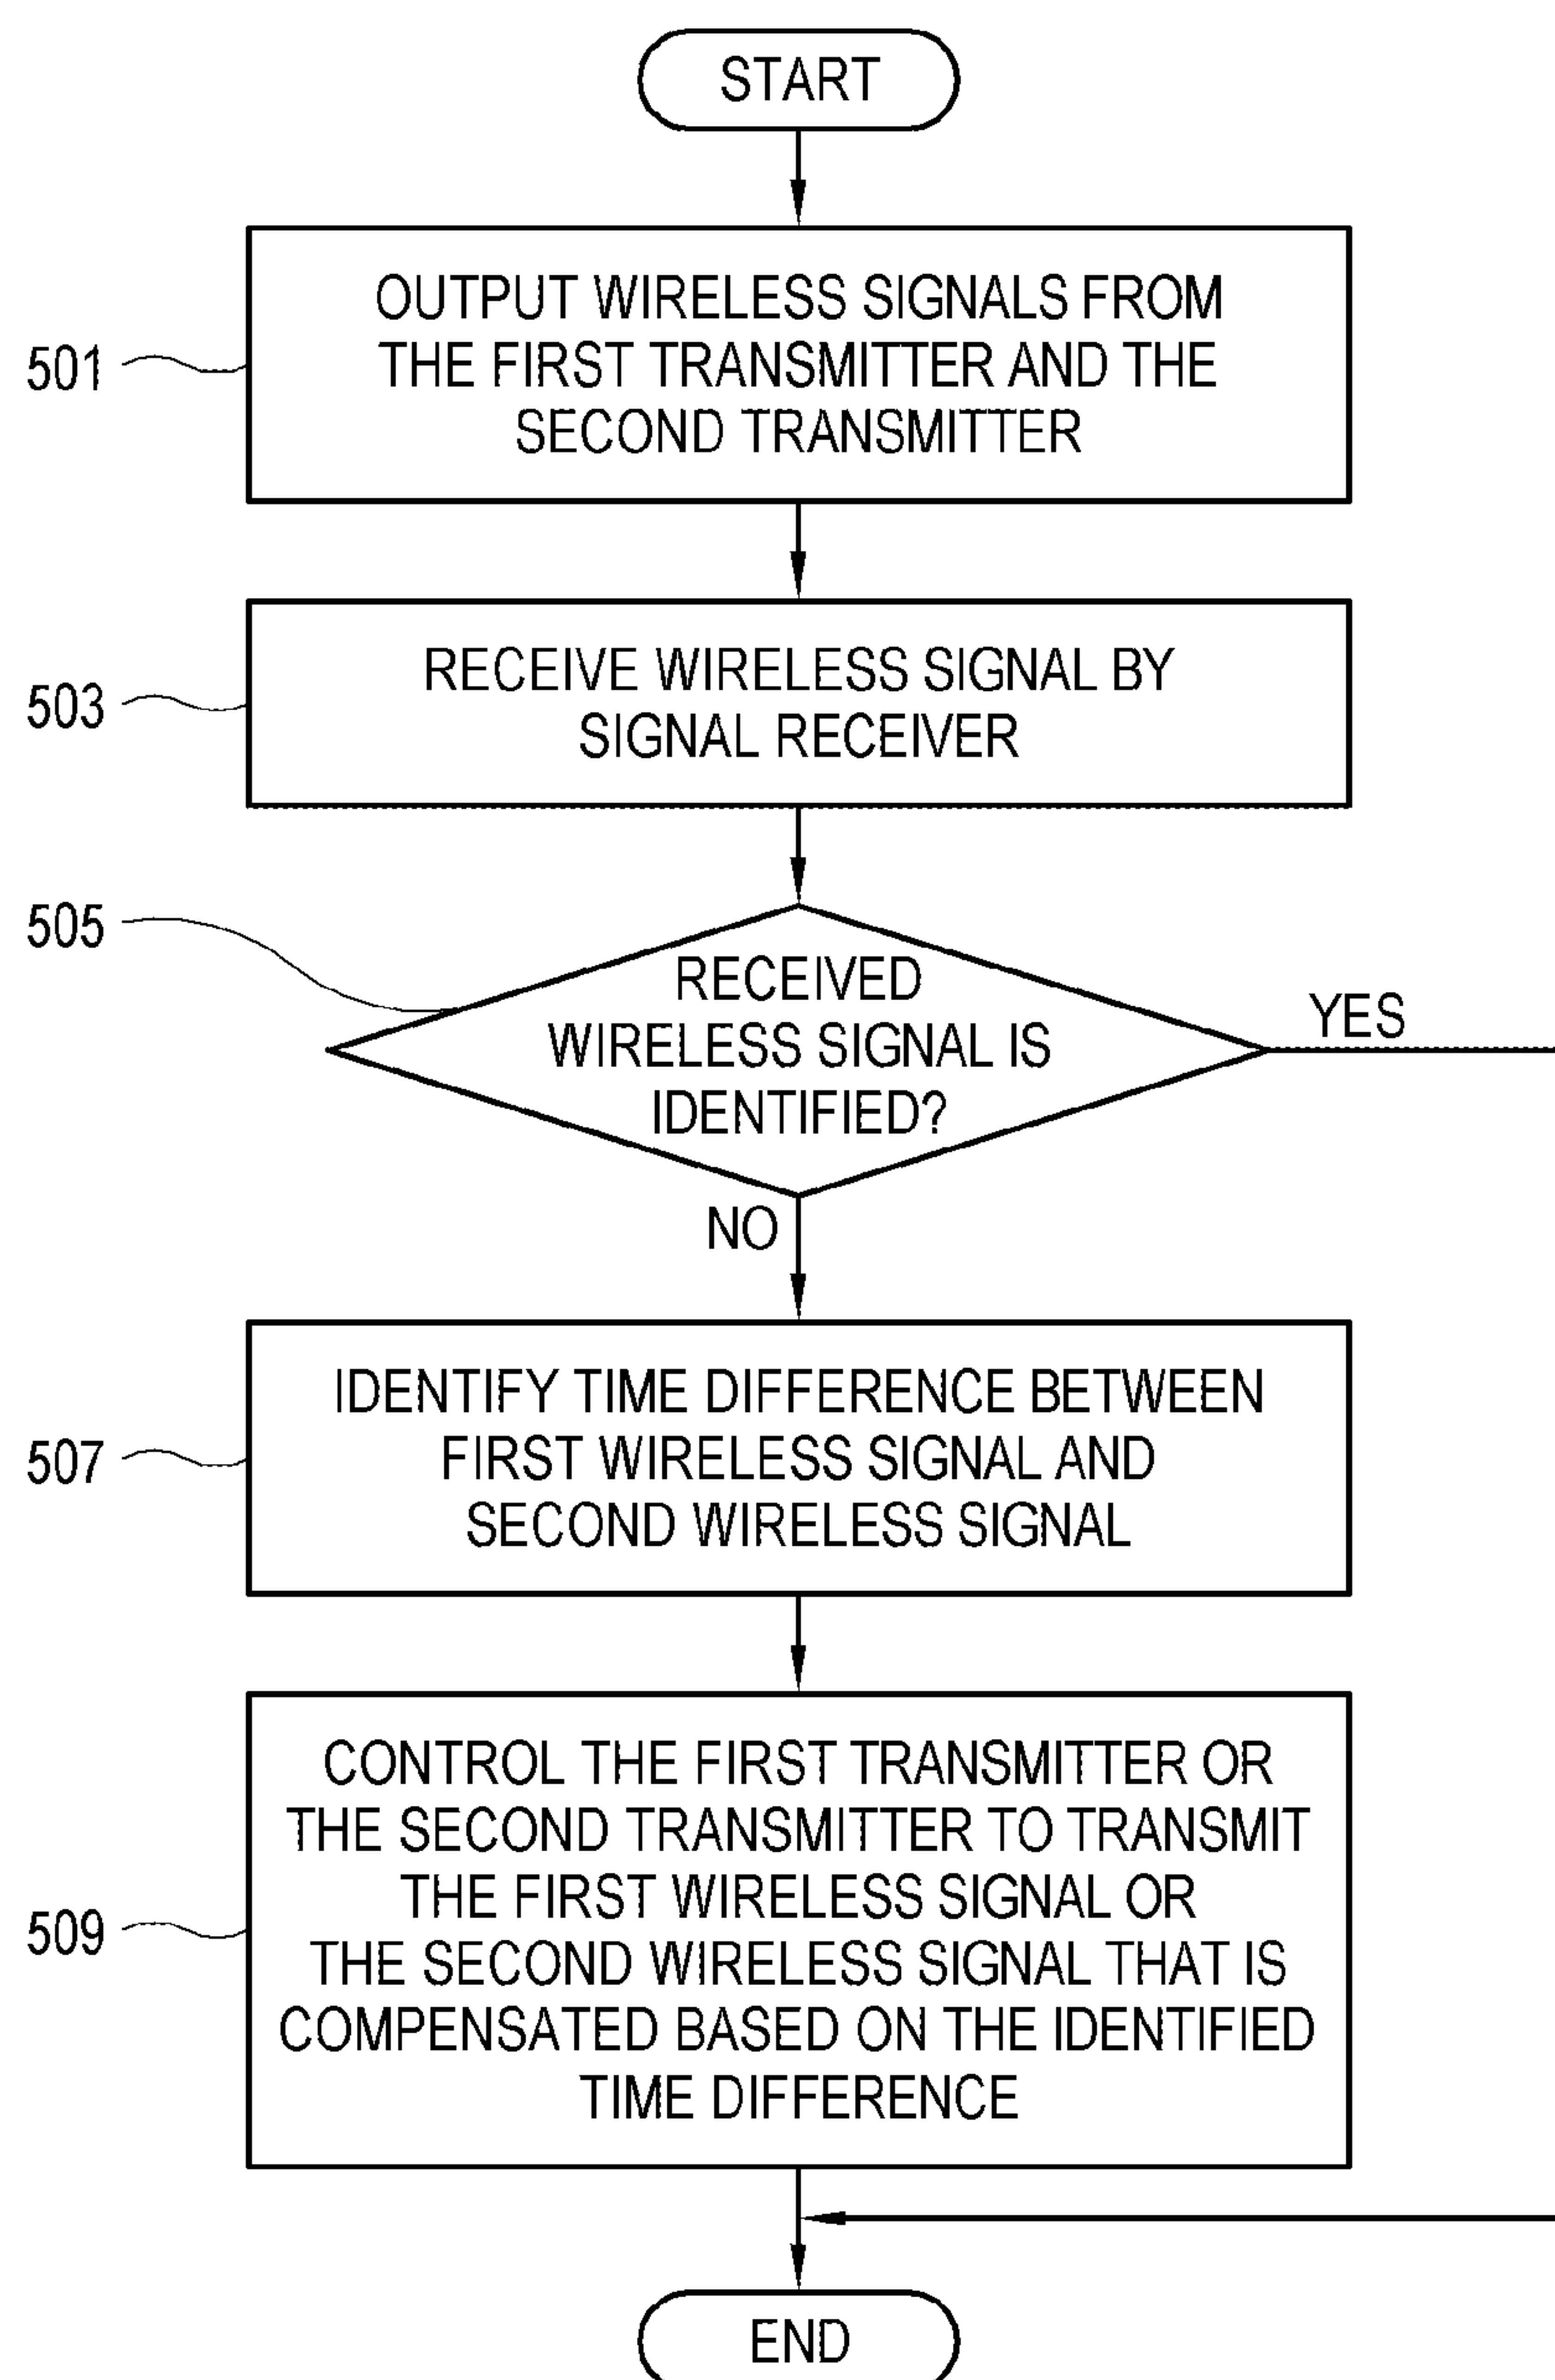 START
501
OUTPUT WIRELESS SIGNALS FROM
THE FIRST TRANSMITTER AND THE
SECOND TRANSMITTER
503
RECEIVE WIRELESS SIGNAL BY
SIGNAL RECEIVER
505
RECEIVED
WIRELESS SIGNAL IS
IDENTIFIED?
YES
NO
507
IDENTIFY TIME DIFFERENCE BETWEEN
FIRST WIRELESS SIGNAL AND
SECOND WIRELESS SIGNAL
509
CONTROL THE FIRST TRANSMITTER OR
THE SECOND TRANSMITTER TO TRANSMIT
THE FIRST WIRELESS SIGNAL OR
THE SECOND WIRELESS SIGNAL THAT IS
COMPENSATED BASED ON THE IDENTIFIED
TIME DIFFERENCE
END